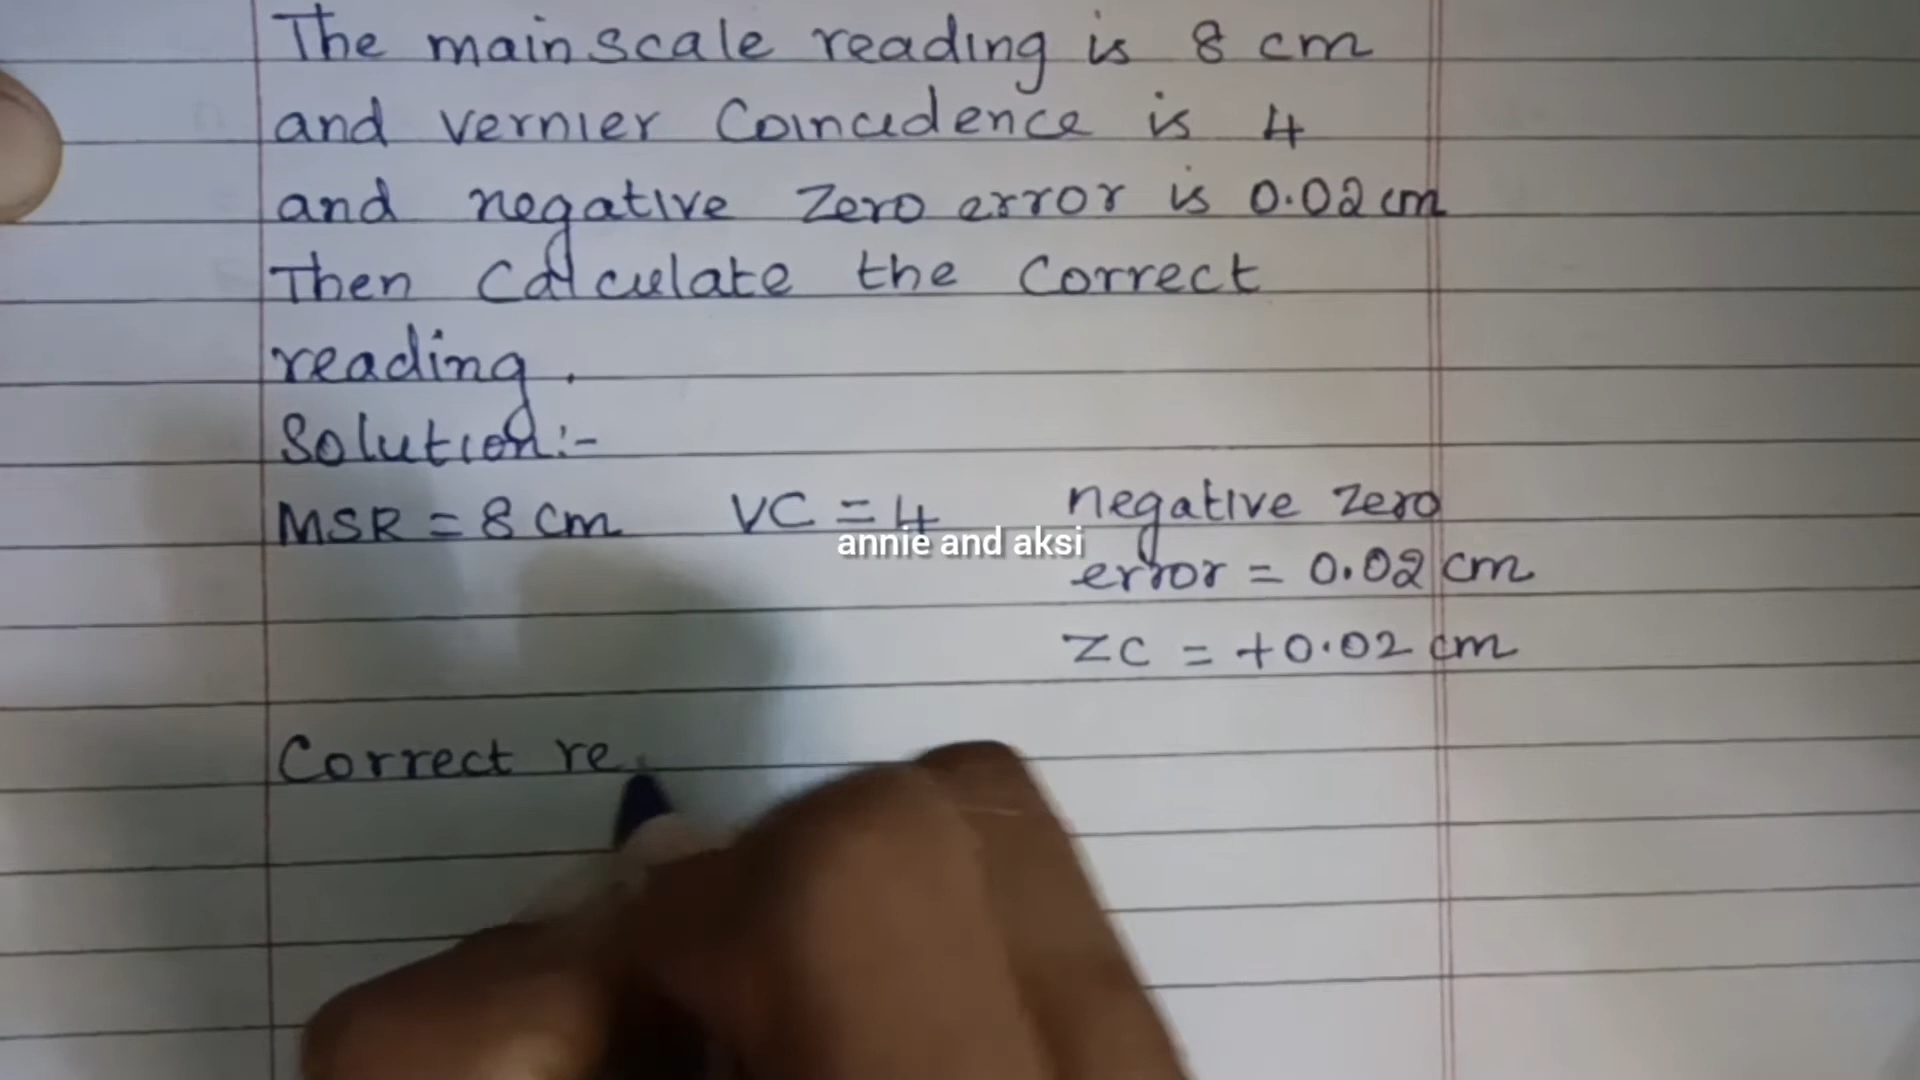 The main scale reading is 8 cm
and vernier Coincidence is 4
and negative Zero error is 0.02 cm
Then Calculate the Correct
reading.
Solution:-
MSR = 8 cm VC = 4 negative Zero
annie and aksi
error = 0.02 cm
ZC = +0.02 cm
Correct re